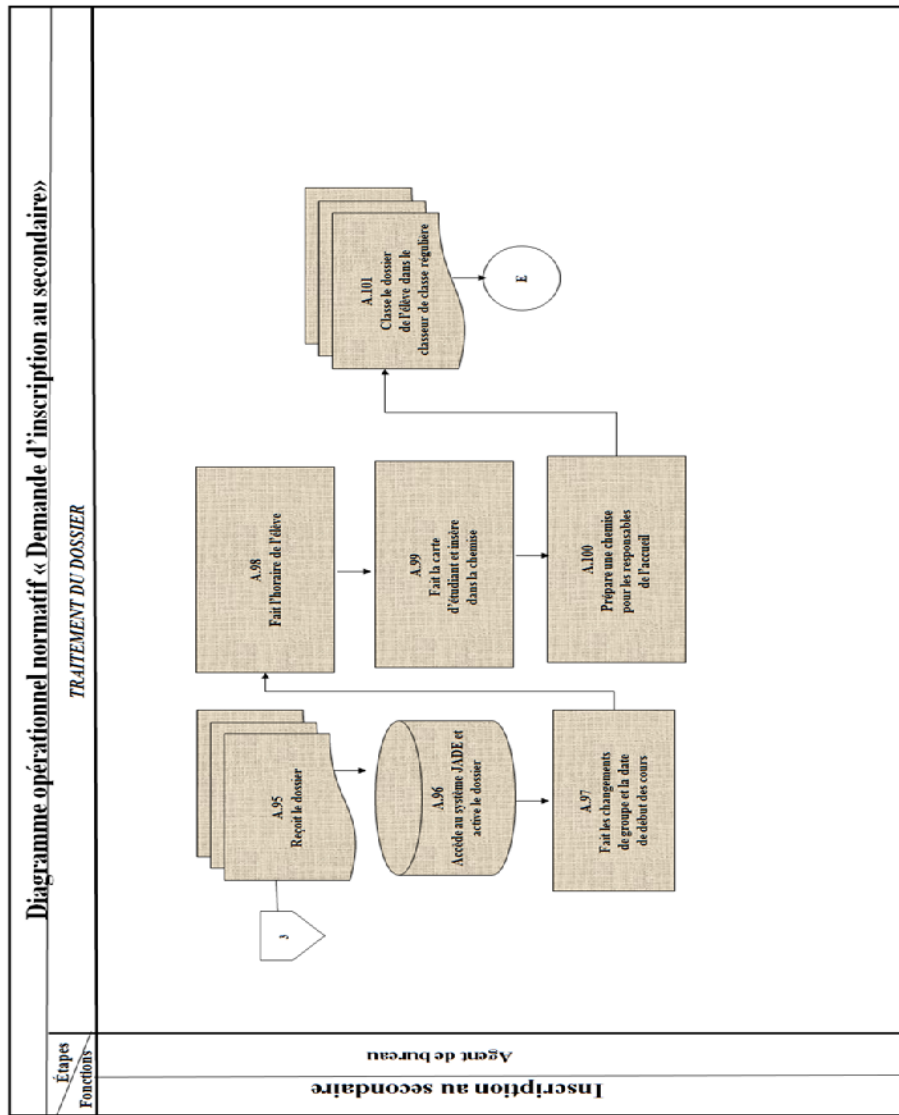 Diagramme opérationnel normatif « Demande d’inscription au secondaire»
Étapes
Fonctions
TRAITEMENT DU DOSSIER
Inscription au secondaire
Agent de bureau
3
A.95
Reçoit le dossier
A.96
Accède au système JADE et
active le dossier
A.97
Fait les changements
de groupe et la date
de début des cours
A.98
Fait l’horaire de l’élève
A.99
Fait la carte
d’étudiant et insère
dans la chemise
A.100
Prépare une chemise
pour les responsables
de l’accueil
A.101
Classe le dossier
de l’élève dans le
classeur de classe régulière
E